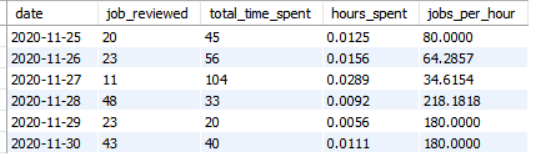 date job_reviewed total_time_spent hours_spent jobs_per_hour
2020-11-25 20 45 0.0125 80.0000
2020-11-26 23 56 0.0156 64.2857
2020-11-27 11 104 0.0289 34.6154
2020-11-28 48 33 0.0092 218.1818
2020-11-29 23 20 0.0056 180.0000
2020-11-30 43 40 0.0111 180.0000